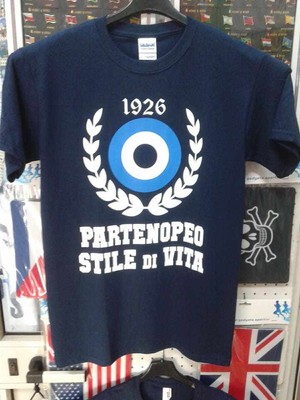 1926
PARTENOPEO
STILE DI VITA